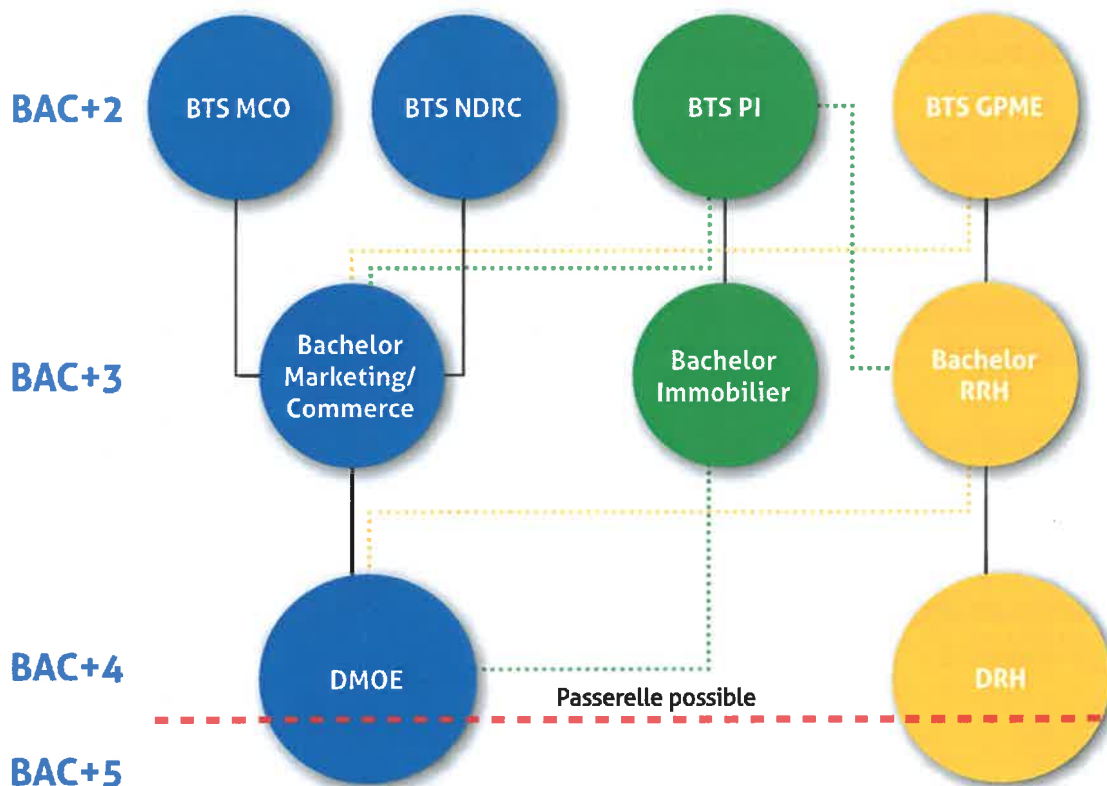 BAC+2
BTS MCO
BTS NDRC
BTS PI
BTS GPME
BAC+3
Bachelor
Marketing/
Commerce
Bachelor
Immobilier
Bachelor
RRH
BAC+4
DMOE
DRH
Passerelle possible
BAC+5